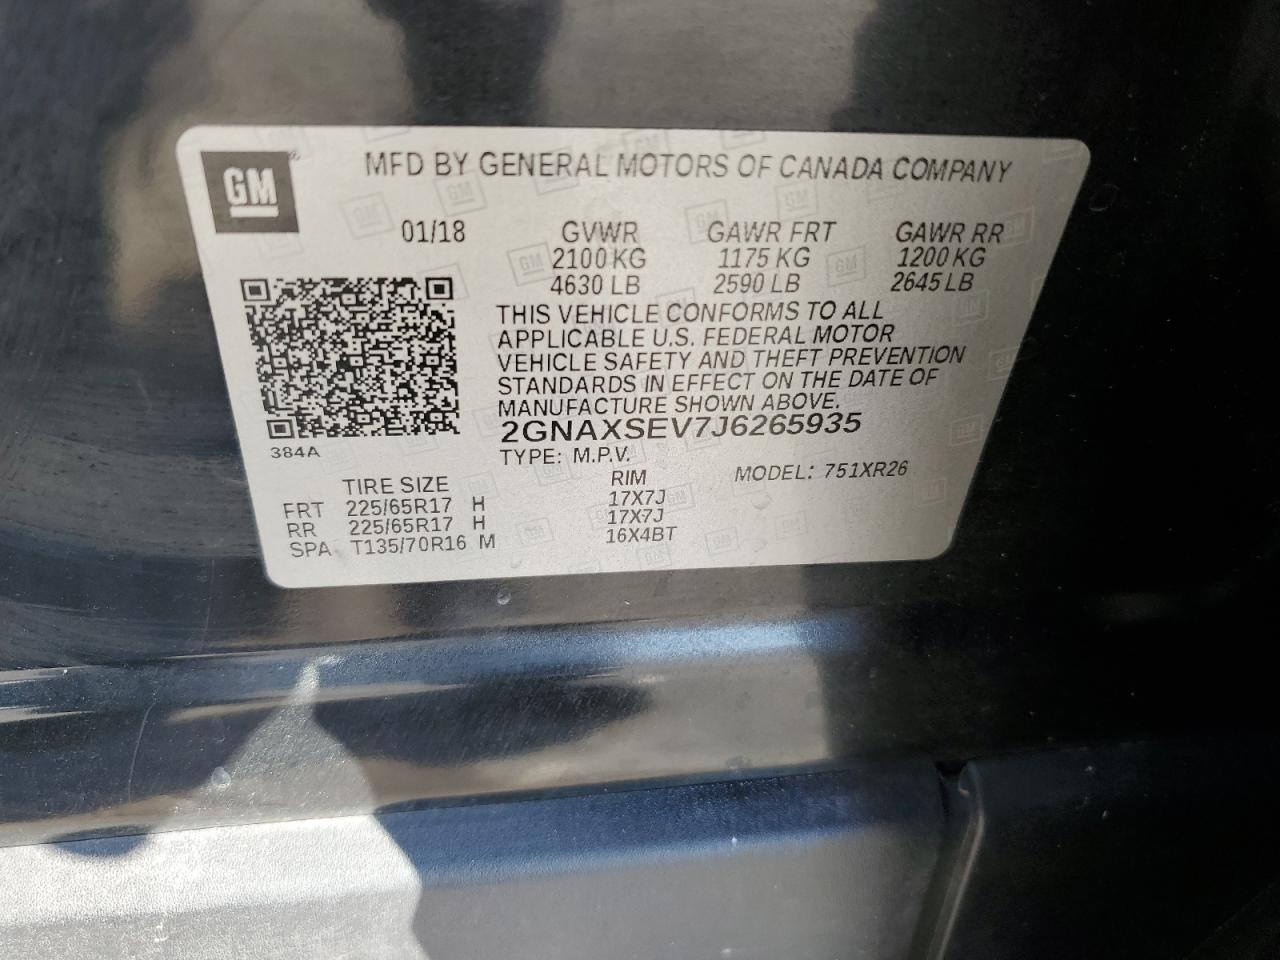 GM
MFD BY GENERAL MOTORS OF CANADA COMPANY
01/18 GVWR GAWR FRT GAWR RR
2100 KG 1175 KG 1200 KG
4630 LB 2590 LB 2645 LB
THIS VEHICLE CONFORMS TO ALL
APPLICABLE U.S. FEDERAL MOTOR
VEHICLE SAFETY AND THEFT PREVENTION
STANDARDS IN EFFECT ON THE DATE OF
MANUFACTURE SHOWN ABOVE.
2GNAXSEV7J6265935
384A
TYPE: M.P.V.
MODEL: 751XR26
TIRE SIZE RIM
FRT 225/65R17 H 17X7J
RR 225/65R17 H 17X7J
SPA T135/70R16 M 16X4BT